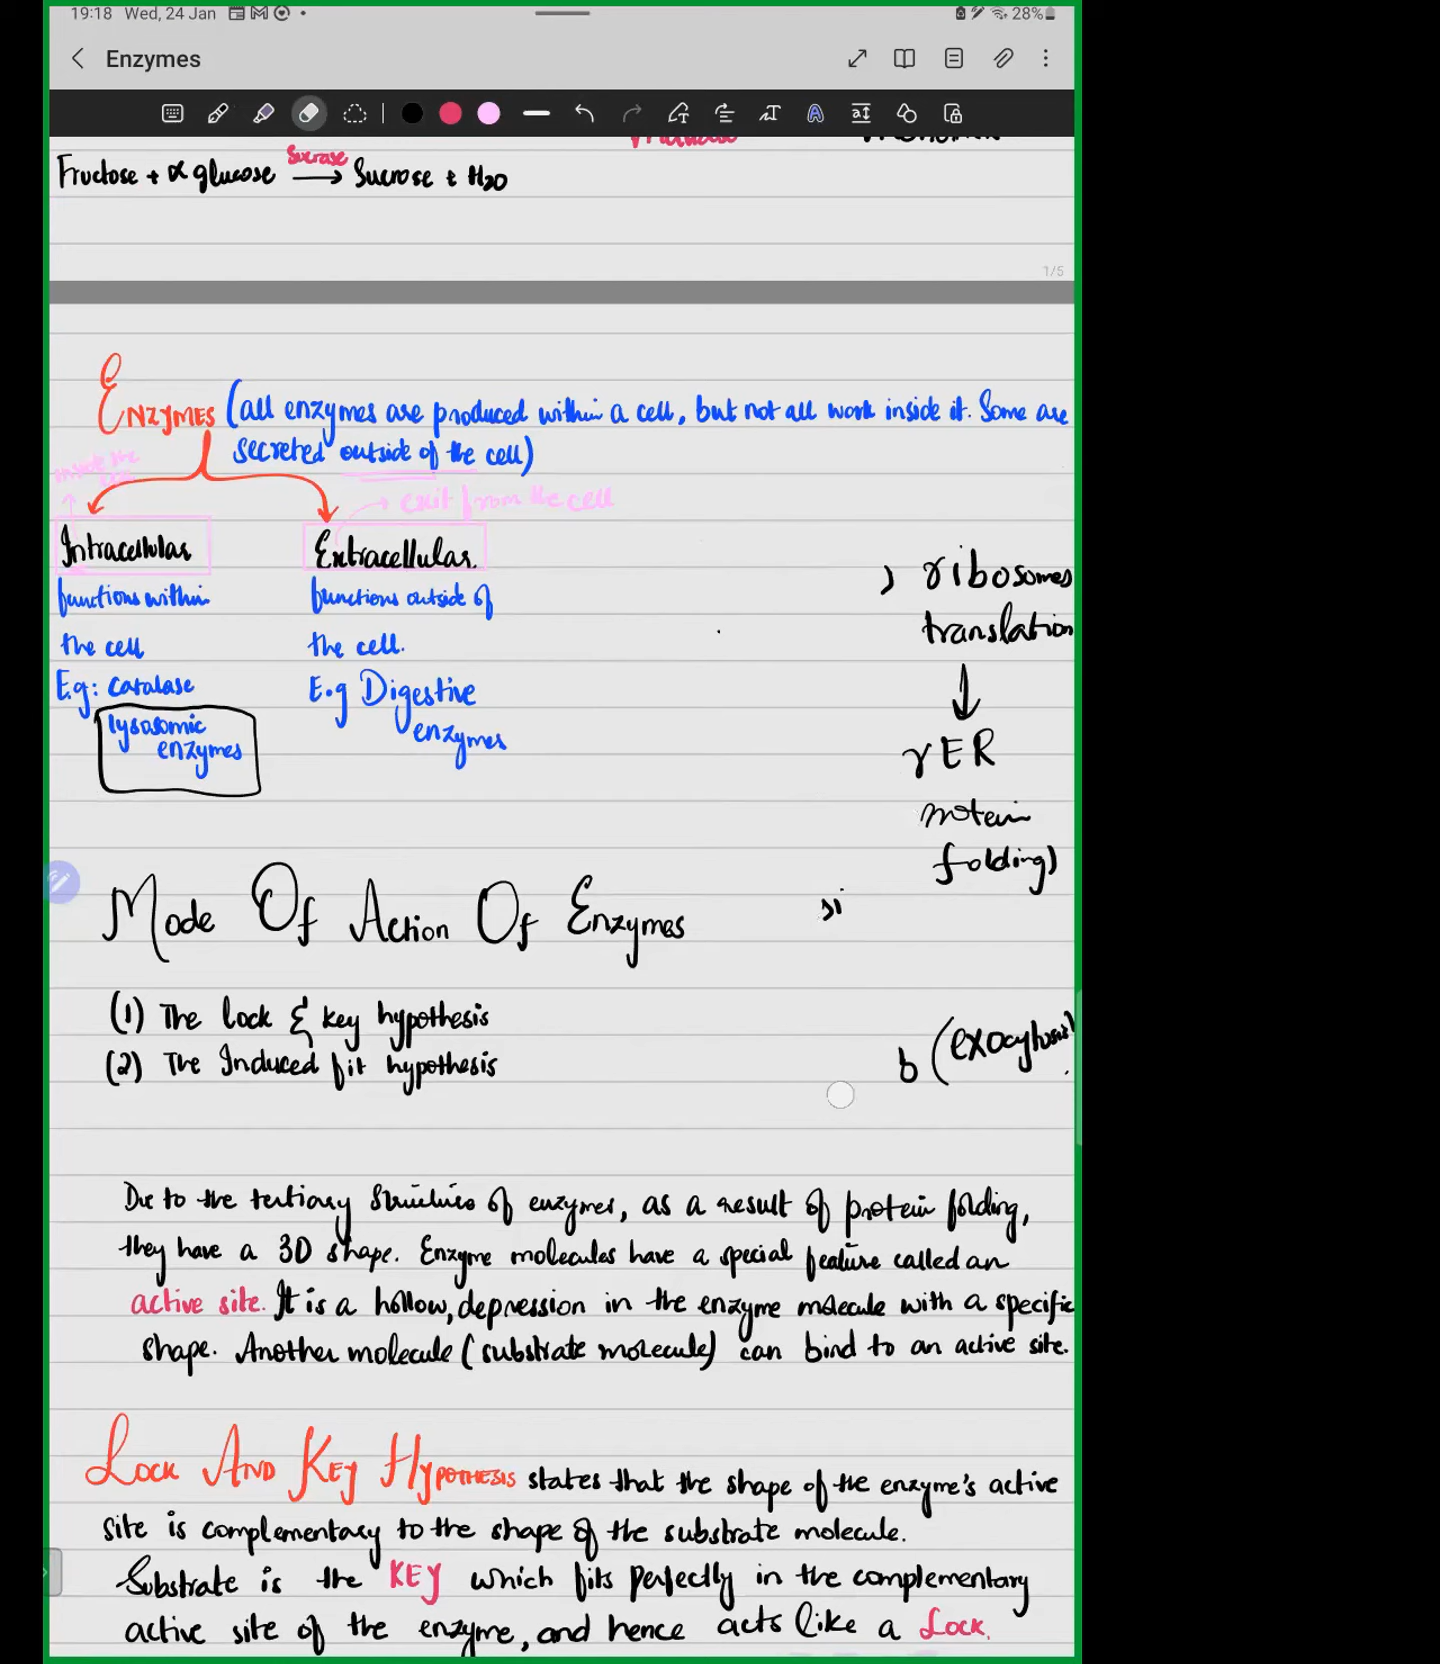 19:18 Wed, 24 Jan
28%
Enzymes
Sucrase
Fructose + α glucose → Sucrose + H2O
1/5
ENZYMES (all enzymes are produced within a cell, but not all work inside it. Some are
secreted outside of the cell)
inside the
→ exit from the cell
Intracellular
Extracellular.
functions within
the cell
E.g: Catalase
lysosomic
enzymes
functions outside of
the cell.
E.g Digestive
enzymes
ribosomes
translation
↓
rER
protein
folding)
Mode Of Action Of Enzymes
(1) The lock & key hypothesis
(2) The Induced fit hypothesis
b (exocytosis)
Due to the tertiary structures of enzymes, as a result of protein folding,
they have a 3D shape. Enzyme molecules have a special feature called an
active site. It is a hollow, depression in the enzyme molecule with a specific
shape. Another molecule (substrate molecule) can bind to an active site.
LOCK AND KEY HYPOTHESIS states that the shape of the enzyme's active
site is complementary to the shape of the substrate molecule.
Substrate is the KEY which fits perfectly in the complementary
active site of the enzyme, and hence acts like a Lock.